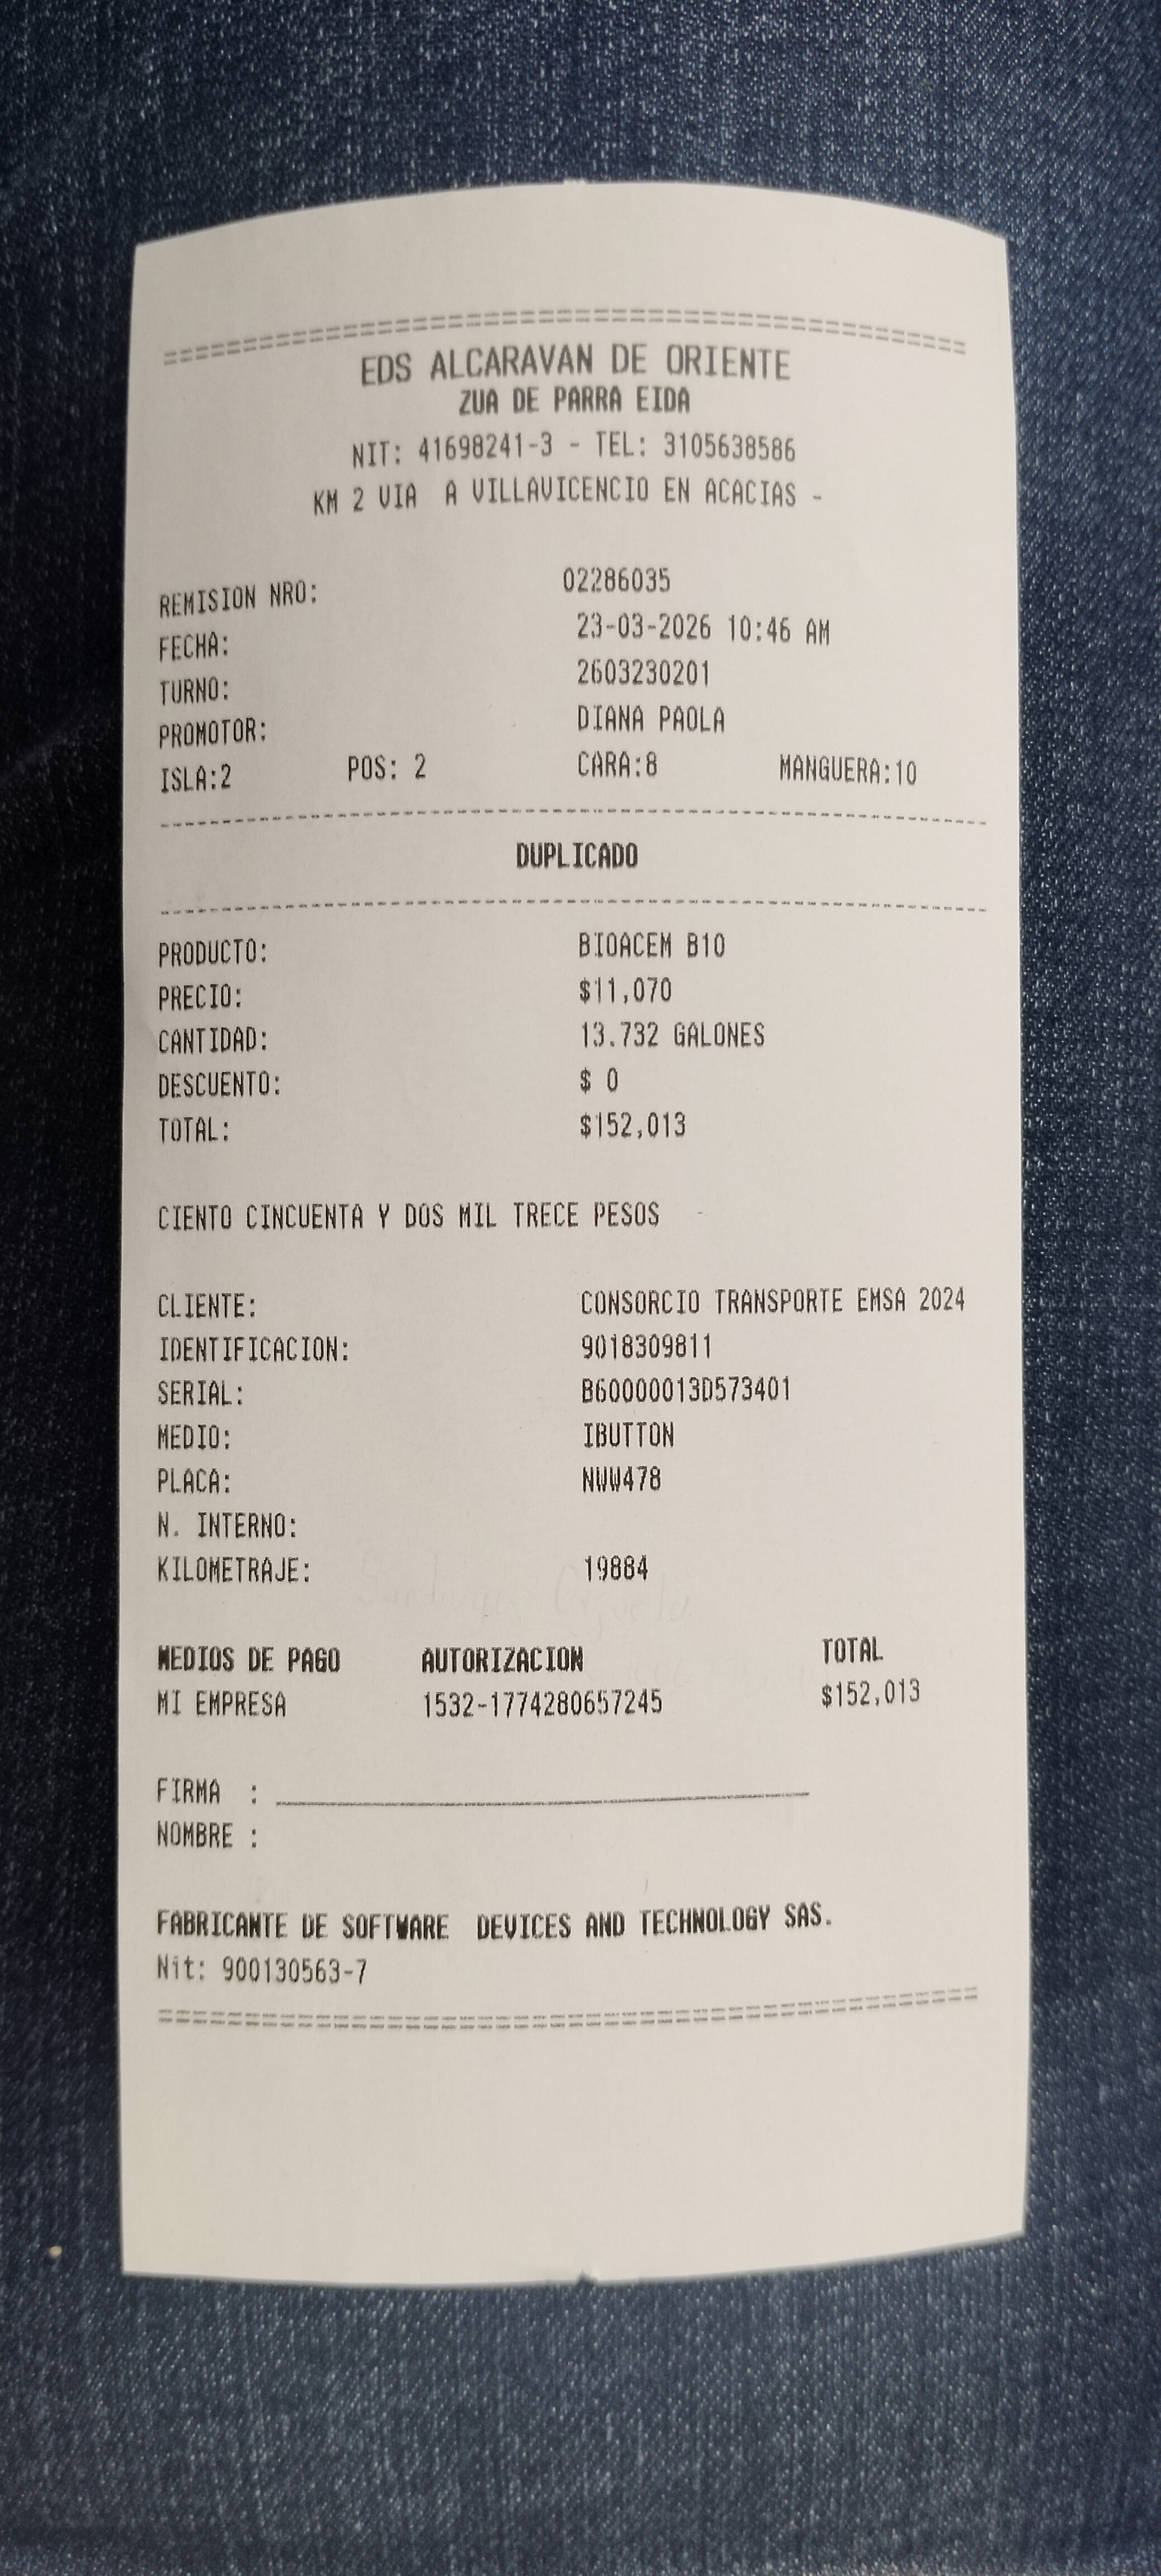 EDS ALCARAVAN DE ORIENTE
ZUA DE PARRA EIDA
NIT: 41698241-3 - TEL: 3105638586
KM 2 VIA A VILLAVICENCIO EN ACACIAS -
REMISION NRO: 02286035
FECHA: 23-03-2026 10:46 AM
TURNO: 2603230201
PROMOTOR: DIANA PAOLA
ISLA:2 POS: 2 CARA:8 MANGUERA:10
DUPLICADO
PRODUCTO: BIOACEM B10
PRECIO: $11,070
CANTIDAD: 13.732 GALONES
DESCUENTO: $ 0
TOTAL: $152,013
CIENTO CINCUENTA Y DOS MIL TRECE PESOS
CLIENTE: CONSORCIO TRANSPORTE EMSA 2024
IDENTIFICACION: 9018309811
SERIAL: B60000013D573401
MEDIO: IBUTTON
PLACA: NWW478
N. INTERNO:
KILOMETRAJE: 19884
MEDIOS DE PAGO AUTORIZACION TOTAL
MI EMPRESA 1532-1774280657245 $152,013
FIRMA :
NOMBRE :
FABRICANTE DE SOFTWARE DEVICES AND TECHNOLOGY SAS.
Nit: 900130563-7